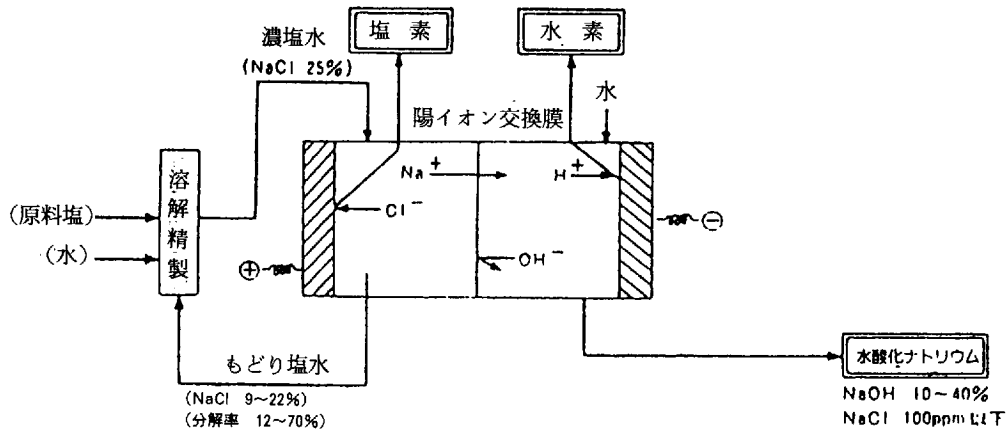 塩素
水素
濃塩水
(NaCl 25%)
水
陽イオン交換膜
Na+
H+
Cl-
OH-
溶解精製
(原料塩)
(水)
⊕
⊖
もどり塩水
(NaCl 9~22%)
(分解率 12~70%)
水酸化ナトリウム
NaOH 10~40%
NaCl 100ppm以下